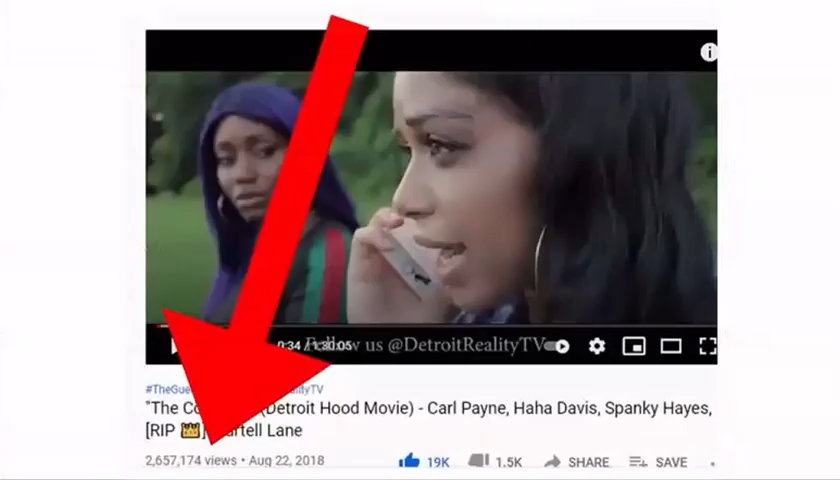 0:34 / 1:30:05
Follow us @DetroitRealityTV
#TheGue
"The Co (Detroit Hood Movie) - Carl Payne, Haha Davis, Spanky Hayes,
[RIP 👑] artell Lane
2,657,174 views • Aug 22, 2018
19K
1.5K
SHARE
SAVE